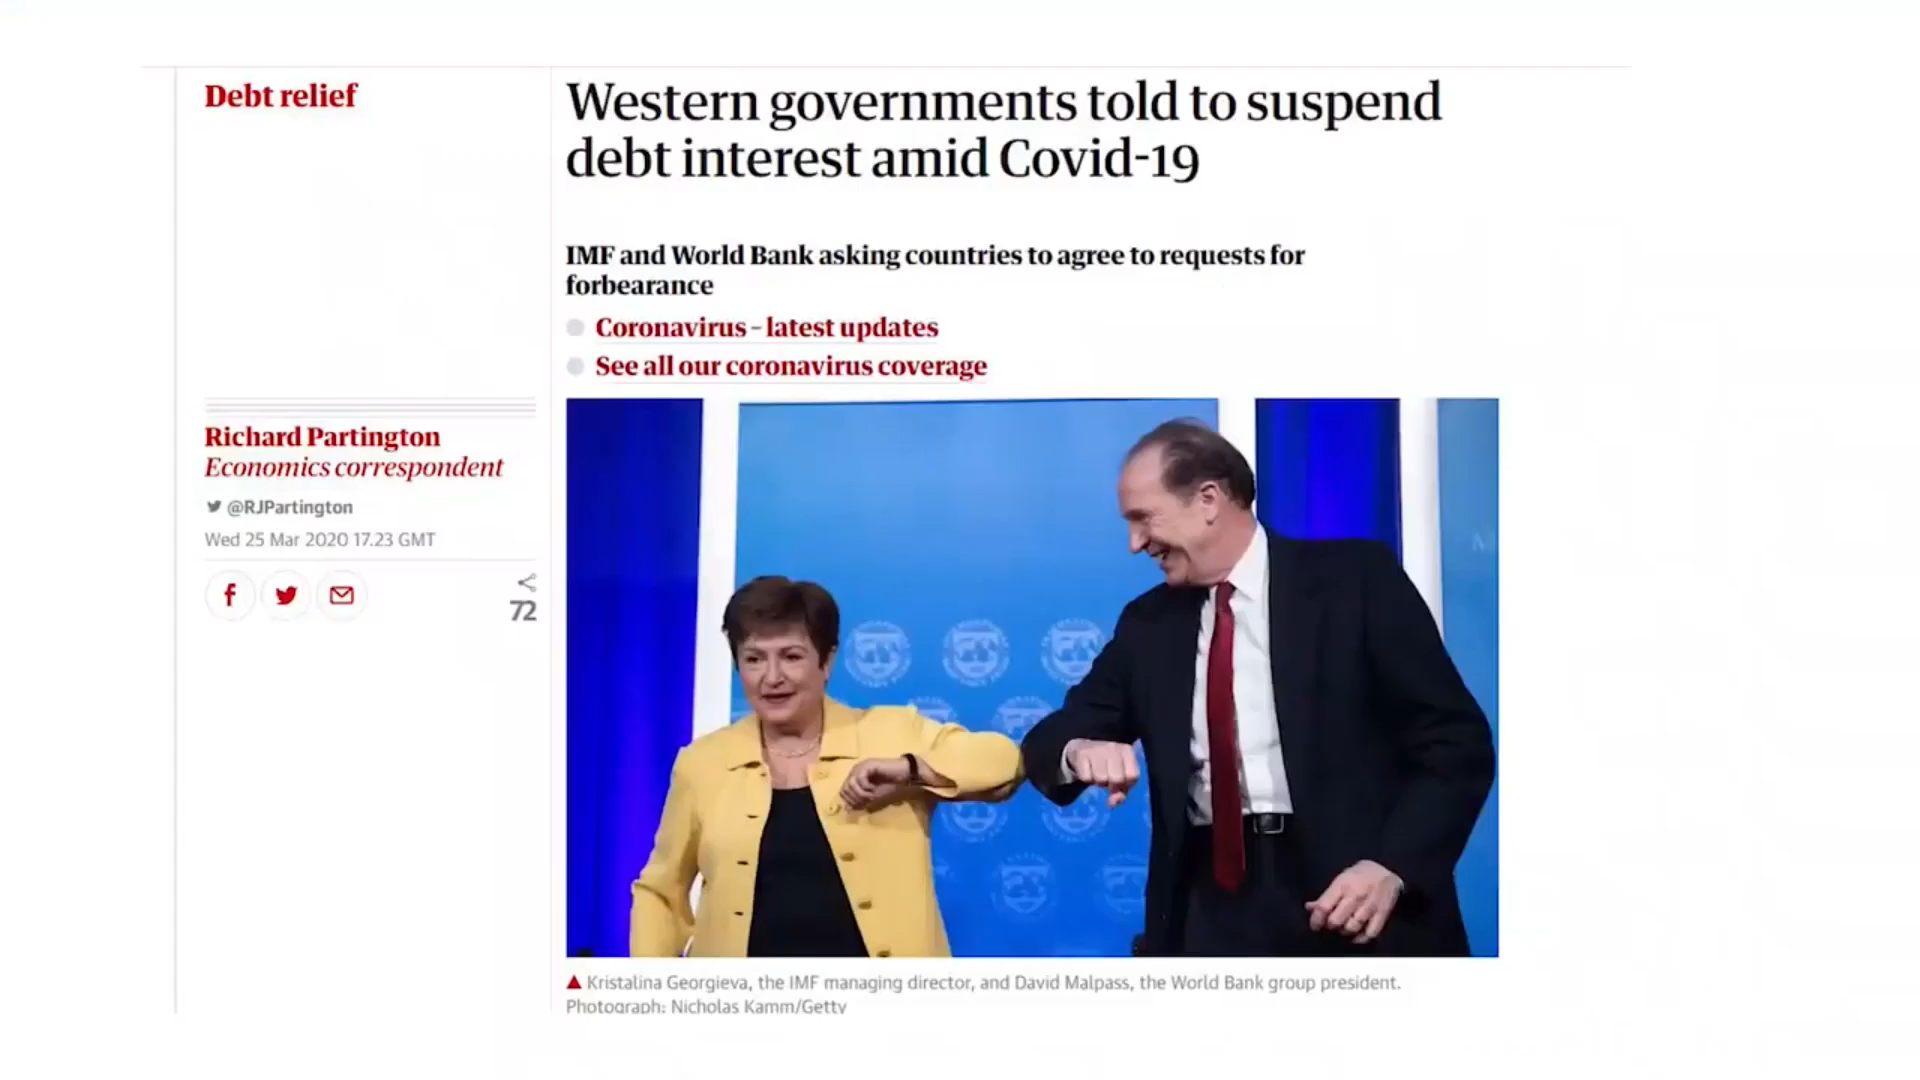 Debt relief
Western governments told to suspend
debt interest amid Covid-19
IMF and World Bank asking countries to agree to requests for
forbearance
Coronavirus – latest updates
See all our coronavirus coverage
Richard Partington
Economics correspondent
@RJPartington
Wed 25 Mar 2020 17.23 GMT
72
Kristalina Georgieva, the IMF managing director, and David Malpass, the World Bank group president.
Photograph: Nicholas Kamm/Getty